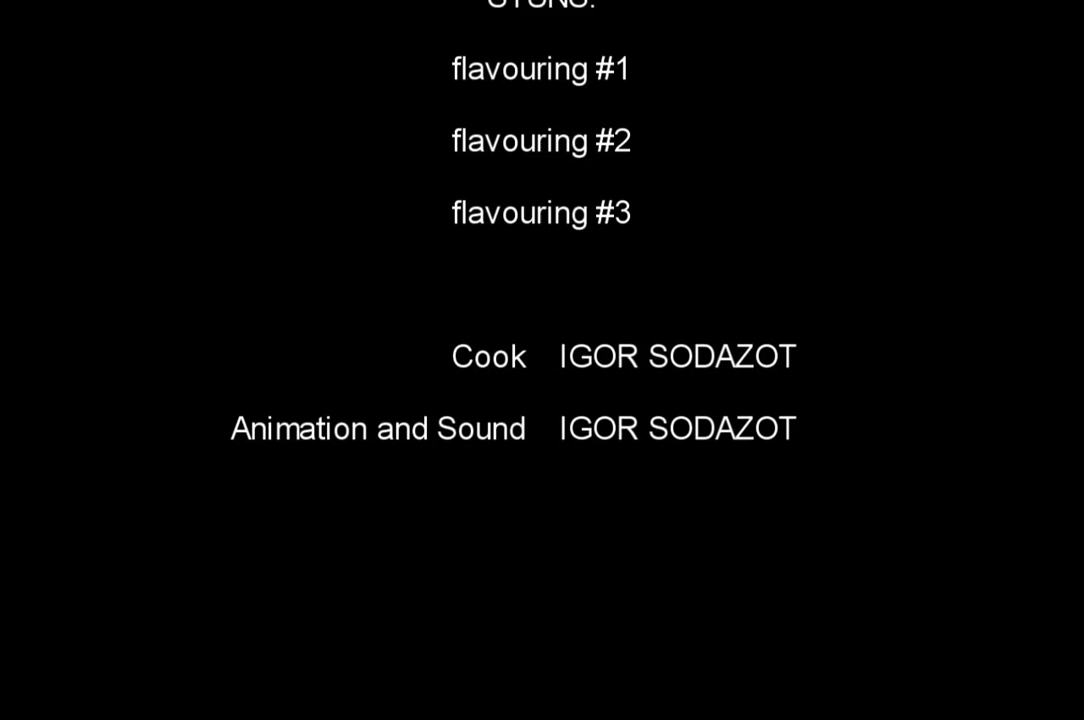 flavouring #1
flavouring #2
flavouring #3
Cook IGOR SODAZOT
Animation and Sound IGOR SODAZOT